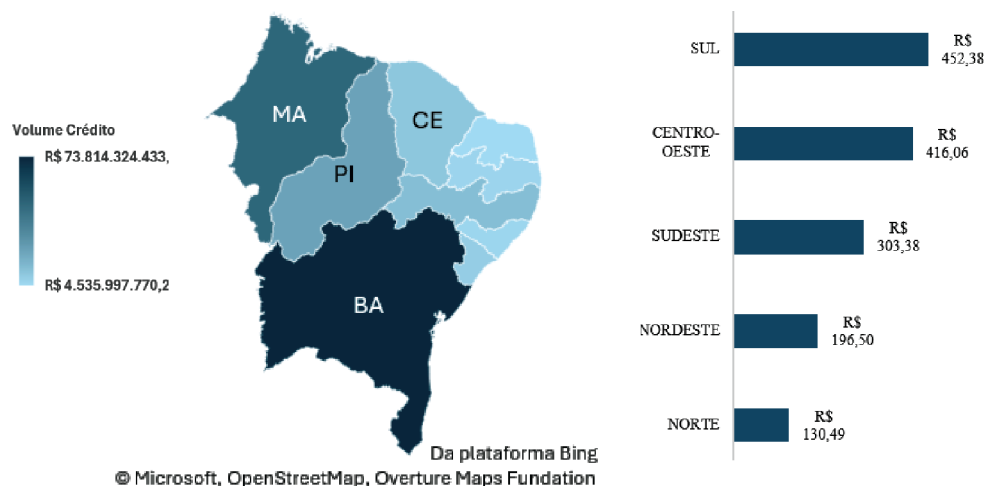 Volume Crédito
R$ 73.814.324.433,
R$ 4.535.997.770,2
MA
CE
PI
BA
Da plataforma Bing
© Microsoft, OpenStreetMap, Overture Maps Fundation
SUL
R$
452,38
CENTRO-
OESTE
R$
416,06
SUDESTE
R$
303,38
NORDESTE
R$
196,50
NORTE
R$
130,49